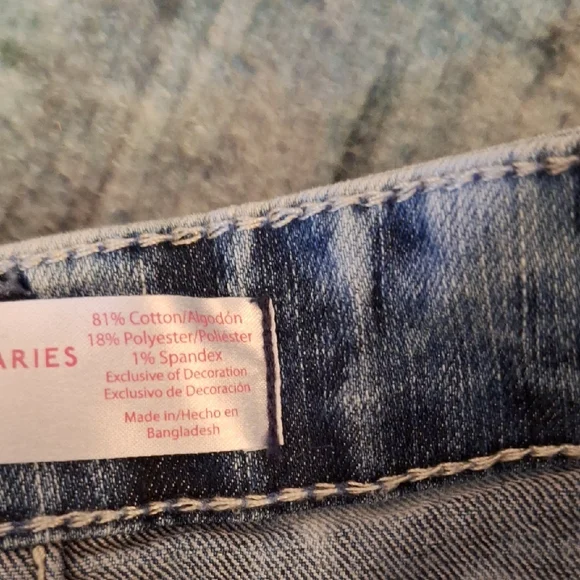 ARIES
81% Cotton/Algodón
18% Polyester/Poliéster
1% Spandex
Exclusive of Decoration
Exclusivo de Decoración
Made in/Hecho en
Bangladesh